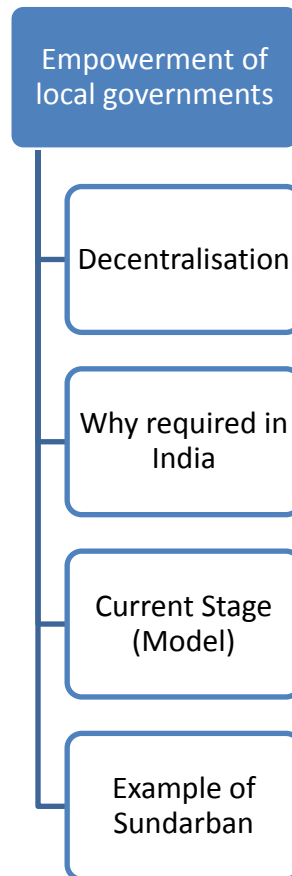 Empowerment of
local governments
Decentralisation
Why required in
India
Current Stage
(Model)
Example of
Sundarban